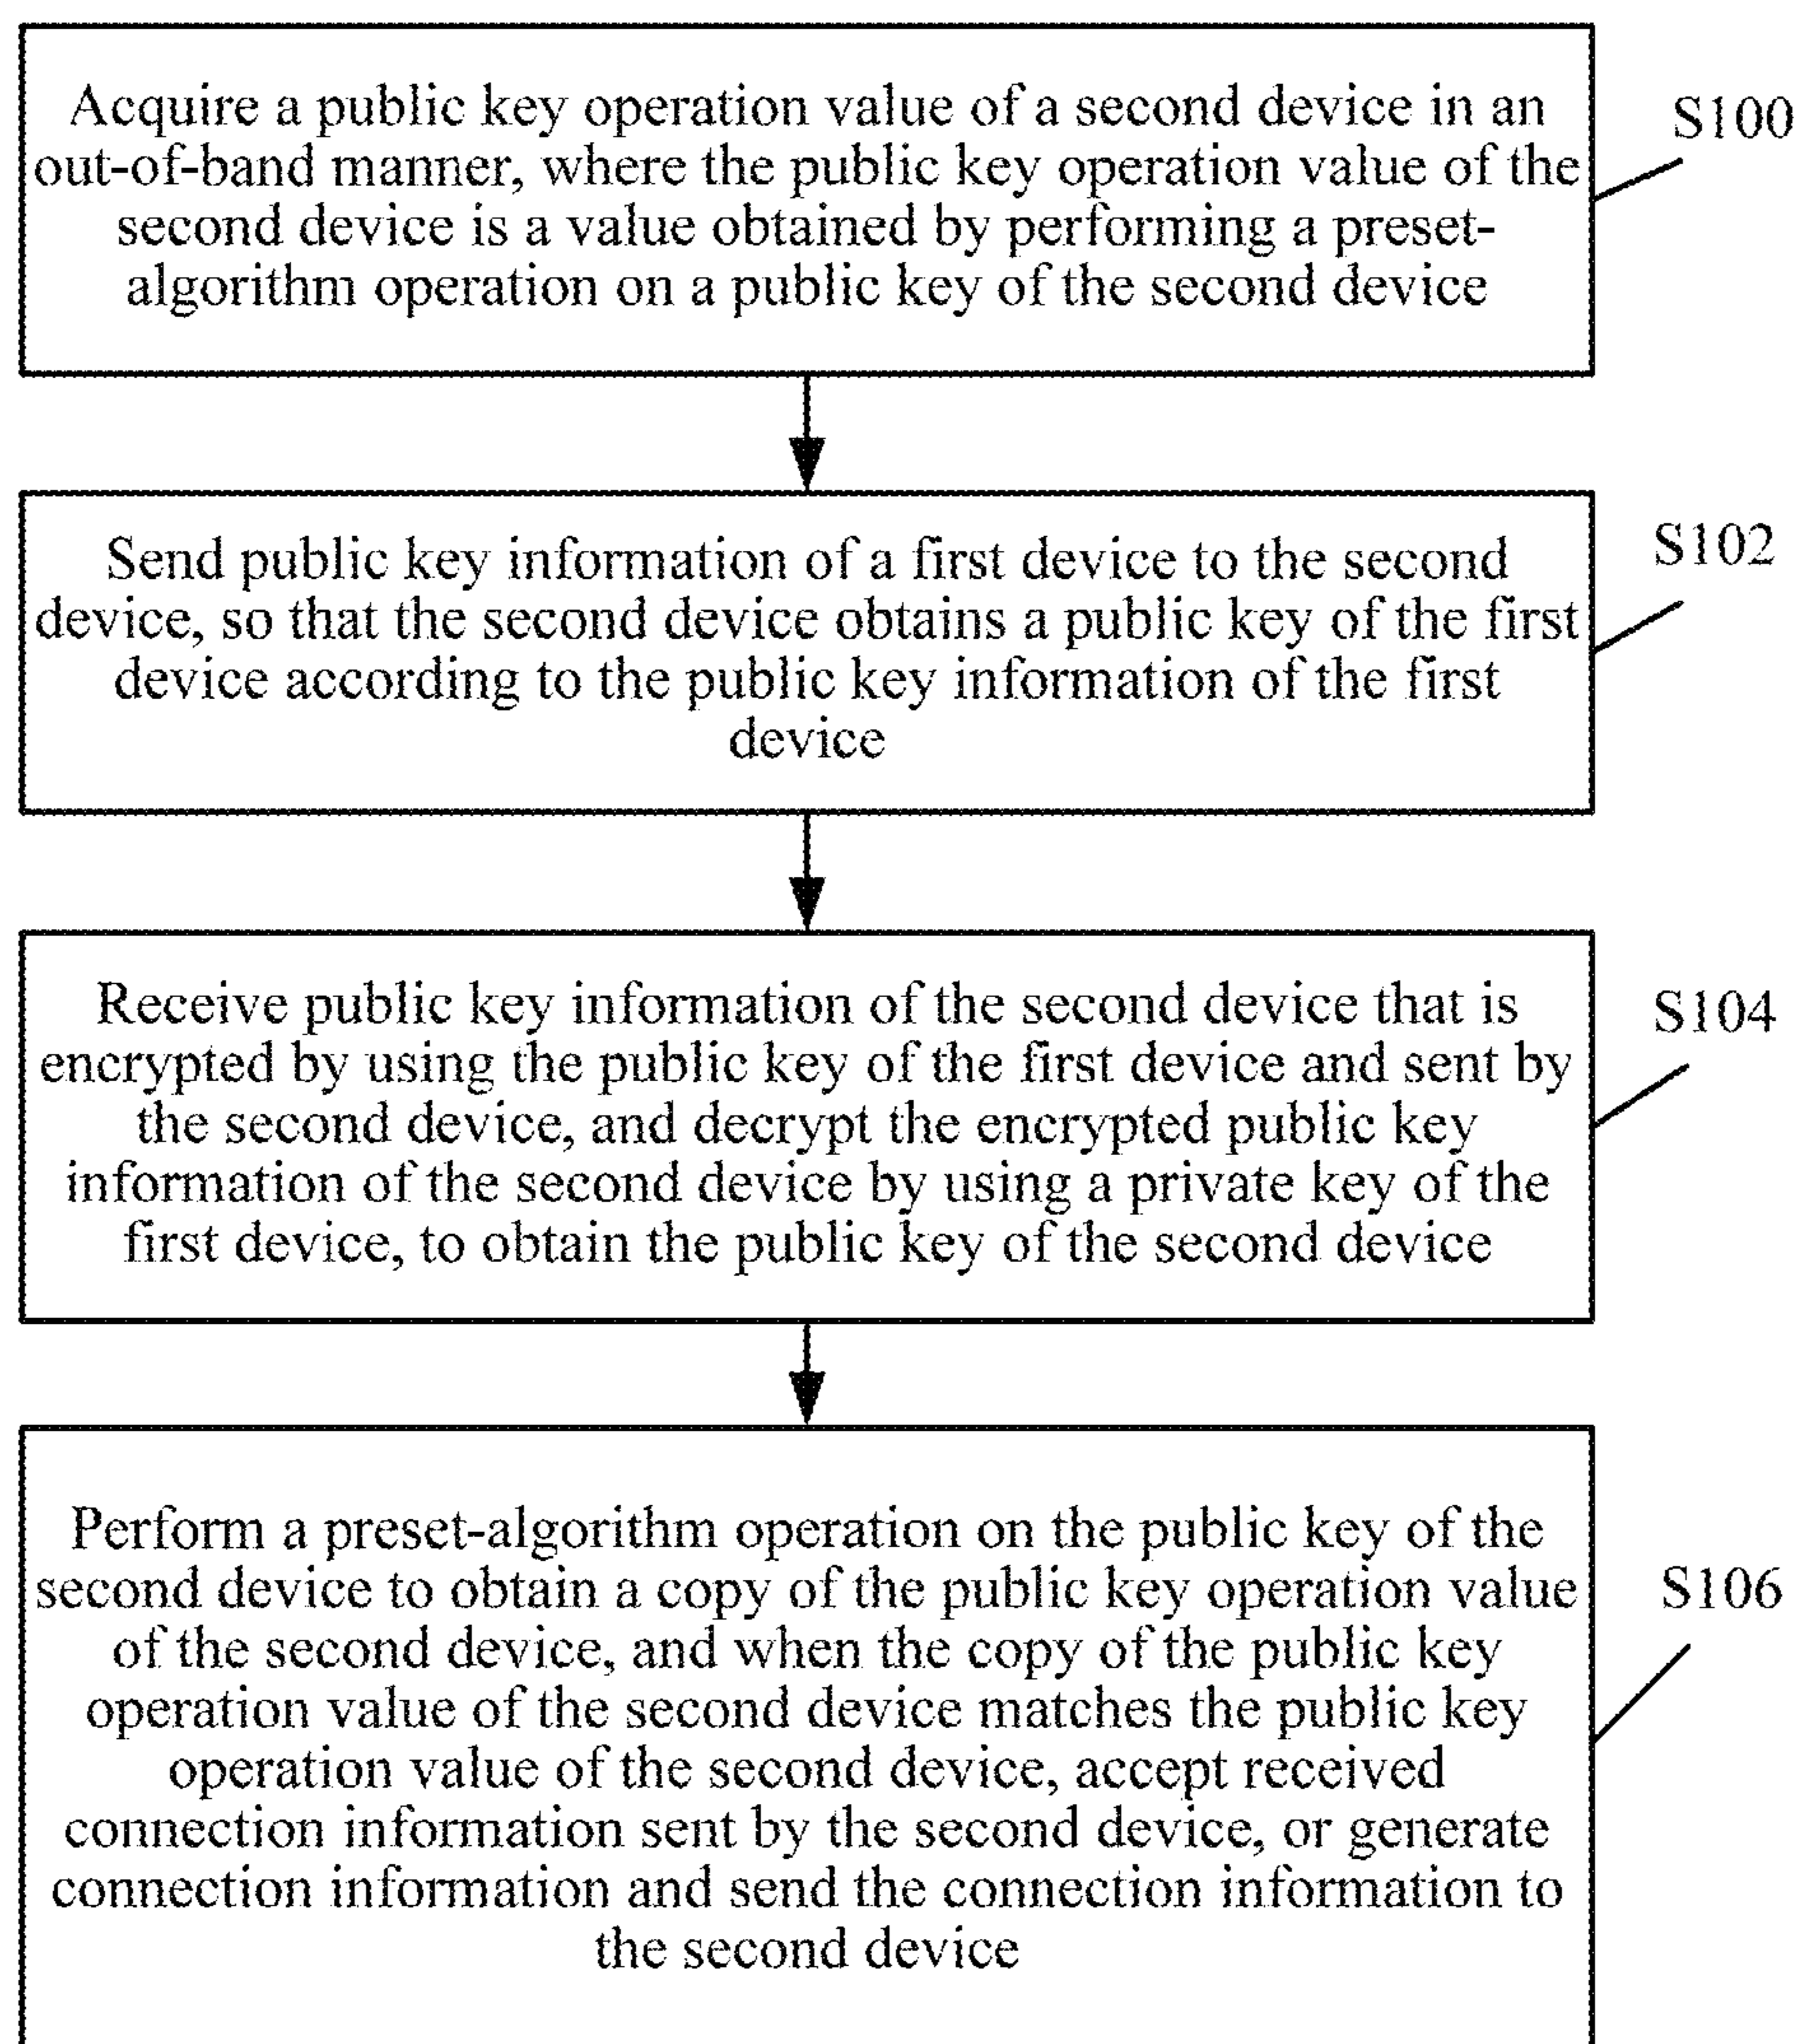 Acquire a public key operation value of a second device in an
out-of-band manner, where the public key operation value of the
second device is a value obtained by performing a preset-
algorithm operation on a public key of the second device
S100
Send public key information of a first device to the second
device, so that the second device obtains a public key of the first
device according to the public key information of the first
device
S102
Receive public key information of the second device that is
encrypted by using the public key of the first device and sent by
the second device, and decrypt the encrypted public key
information of the second device by using a private key of the
first device, to obtain the public key of the second device
S104
Perform a preset-algorithm operation on the public key of the
second device to obtain a copy of the public key operation value
of the second device, and when the copy of the public key
operation value of the second device matches the public key
operation value of the second device, accept received
connection information sent by the second device, or generate
connection information and send the connection information to
the second device
S106